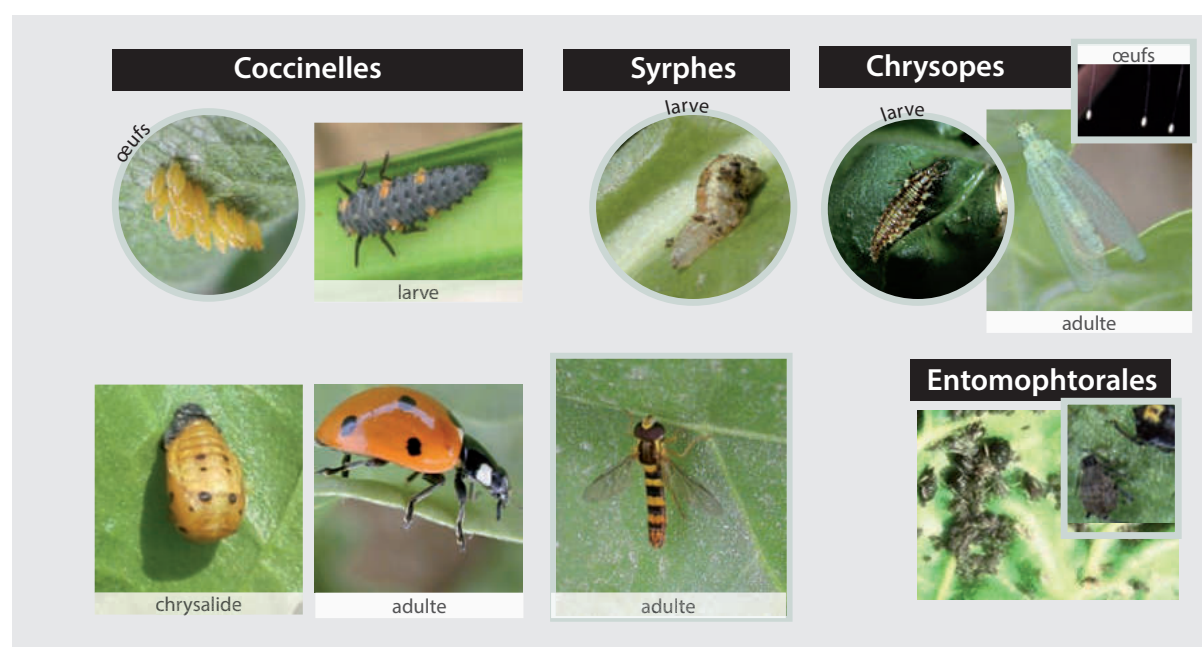 Coccinelles
œufs
larve
chrysalide
adulte
Syrphes
larve
adulte
Chrysopes
œufs
larve
adulte
Entomophtorales